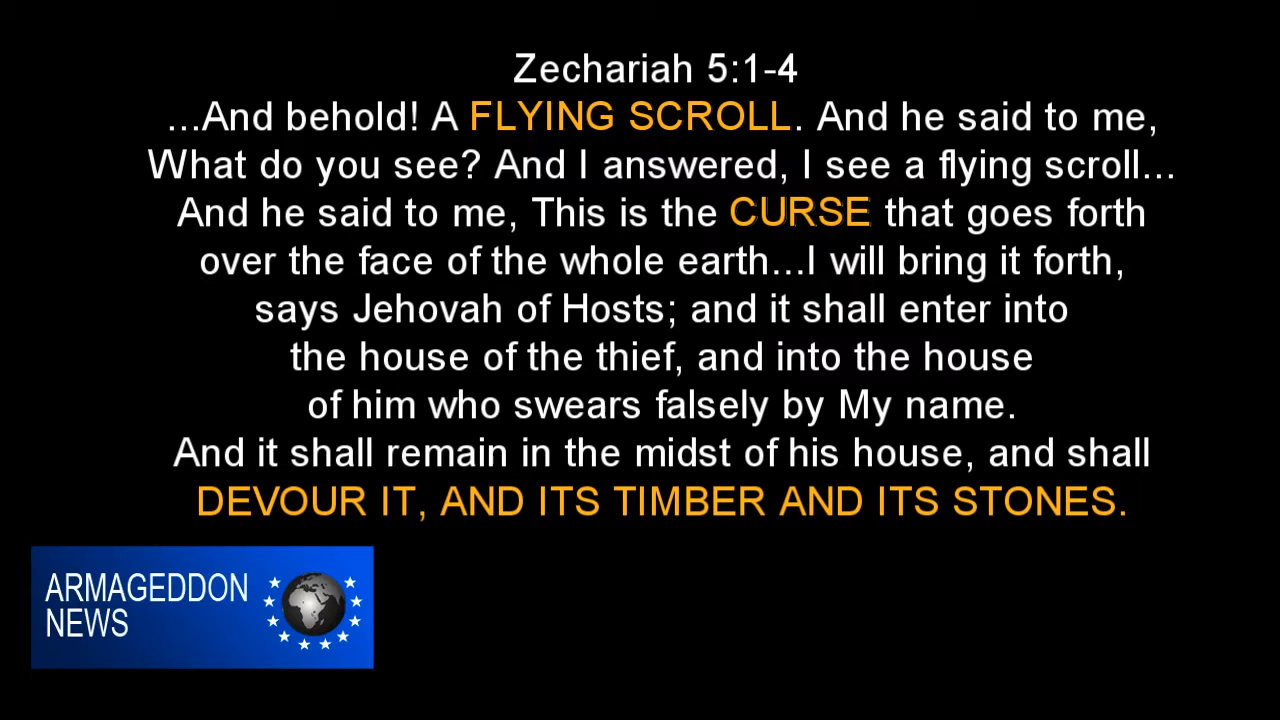 Zechariah 5:1-4
...And behold! A FLYING SCROLL. And he said to me,
What do you see? And I answered, I see a flying scroll...
And he said to me, This is the CURSE that goes forth
over the face of the whole earth...I will bring it forth,
says Jehovah of Hosts; and it shall enter into
the house of the thief, and into the house
of him who swears falsely by My name.
And it shall remain in the midst of his house, and shall
DEVOUR IT, AND ITS TIMBER AND ITS STONES.
ARMAGEDDON
NEWS